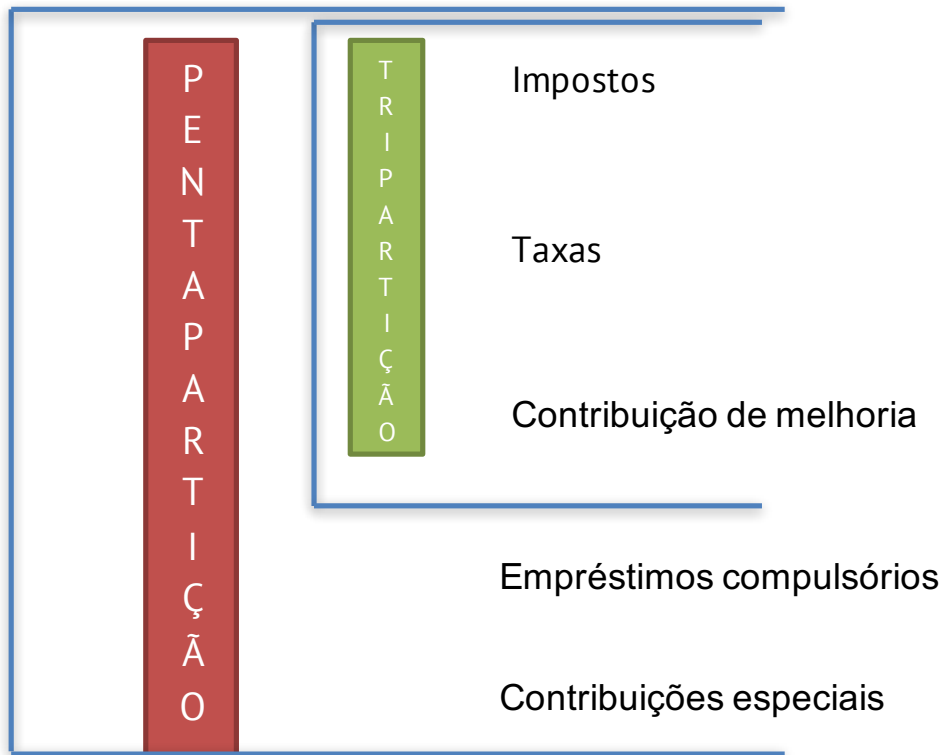 PENTAPARTIÇÃO
TRIPARTIÇÃO
Impostos
Taxas
Contribuição de melhoria
Empréstimos compulsórios
Contribuições especiais